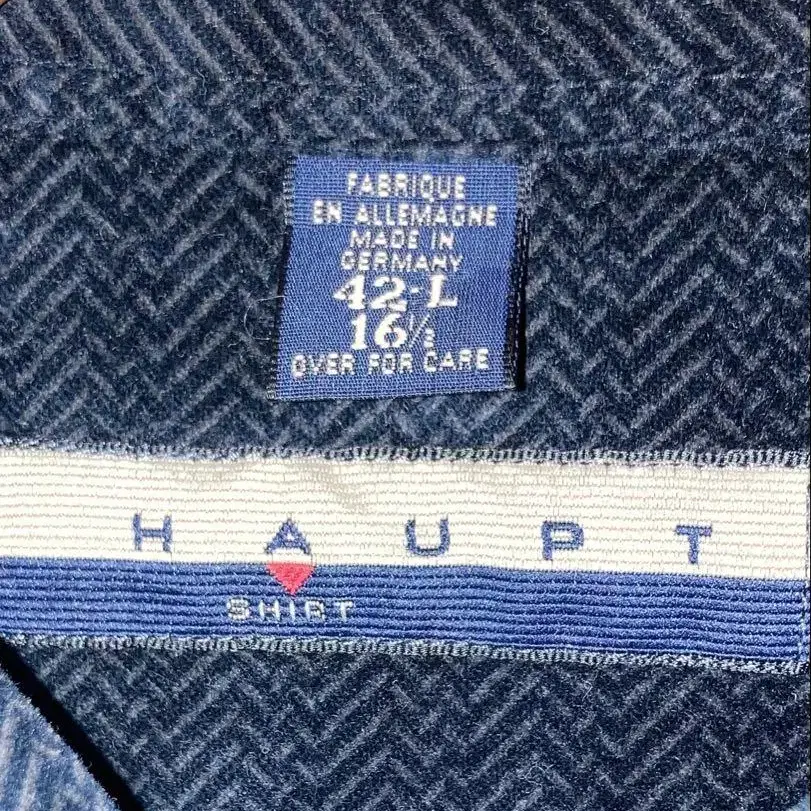 FABRIQUE
EN ALLEMAGNE
MADE IN
GERMANY
42-L
16½
OVER FOR CARE
HAUPT
SHIRT